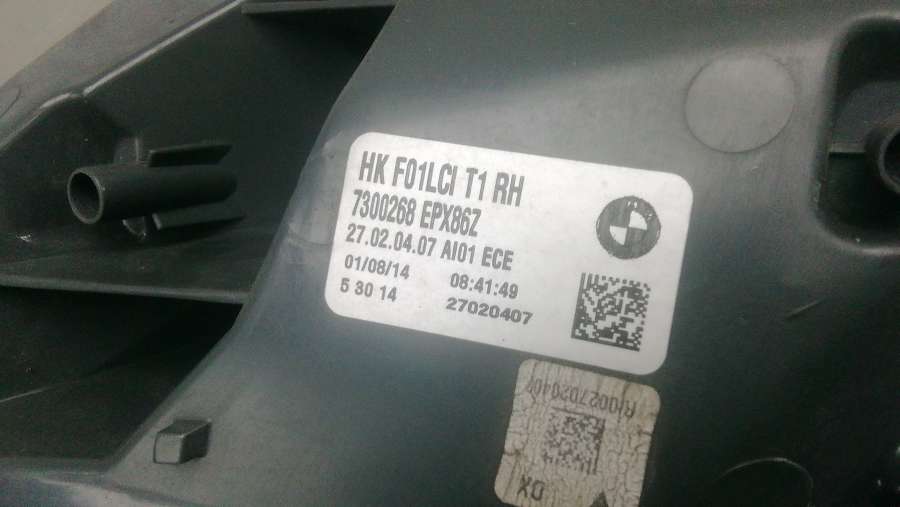 HK F01LCI T1 RH
7300268 EPX86Z
27.02.04.07 AI01 ECE
01/08/14 08:41:49
5 30 14 27020407
DX